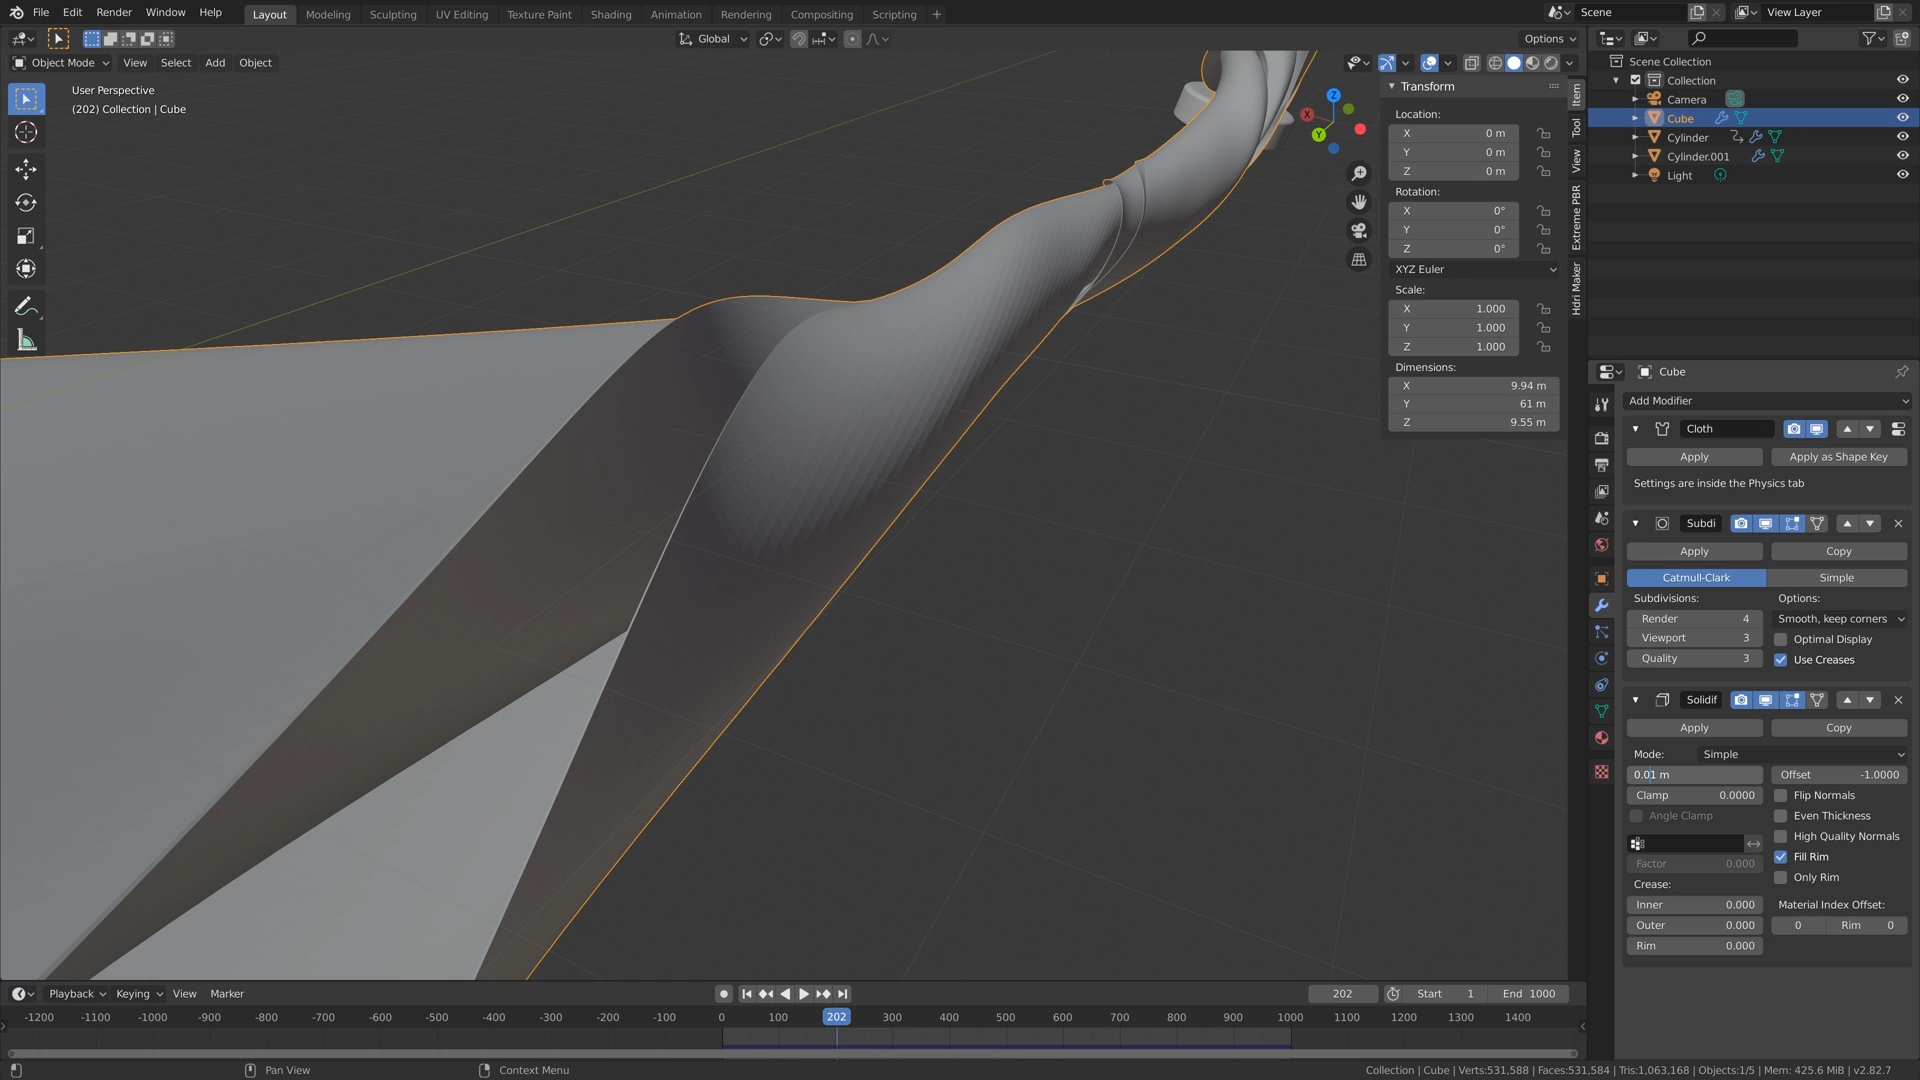 File Edit Render Window Help Layout Modeling Sculpting UV Editing Texture Paint Shading Animation Rendering Compositing Scripting + Scene View Layer
Global Options
Object Mode View Select Add Object
User Perspective
(202) Collection | Cube
Z
X
Y
Transform
Location:
X 0 m
Y 0 m
Z 0 m
Rotation:
X 0°
Y 0°
Z 0°
XYZ Euler
Scale:
X 1.000
Y 1.000
Z 1.000
Dimensions:
X 9.94 m
Y 61 m
Z 9.55 m
Item
Tool
View
Extreme PBR
Hdri Maker
Scene Collection
Collection
Camera
Cube
Cylinder
Cylinder.001
Light
Cube
Add Modifier
Cloth
Apply Apply as Shape Key
Settings are inside the Physics tab
Subdi
Apply Copy
Catmull-Clark Simple
Subdivisions: Options:
Render 4 Smooth, keep corners
Viewport 3 Optimal Display
Quality 3 Use Creases
Solidif
Apply Copy
Mode: Simple
0.01 m Offset -1.0000
Clamp 0.0000 Flip Normals
Angle Clamp Even Thickness
High Quality Normals
Fill Rim
Factor 0.000
Only Rim
Crease:
Inner 0.000 Material Index Offset:
Outer 0.000 0 Rim 0
Rim 0.000
Playback Keying View Marker 202 Start 1 End 1000
-1200 -1100 -1000 -900 -800 -700 -600 -500 -400 -300 -200 -100 0 100 202 300 400 500 600 700 800 900 1000 1100 1200 1300 1400
Pan View Context Menu Collection | Cube | Verts:531,588 | Faces:531,584 | Tris:1,063,168 | Objects:1/5 | Mem: 425.6 MiB | v2.82.7